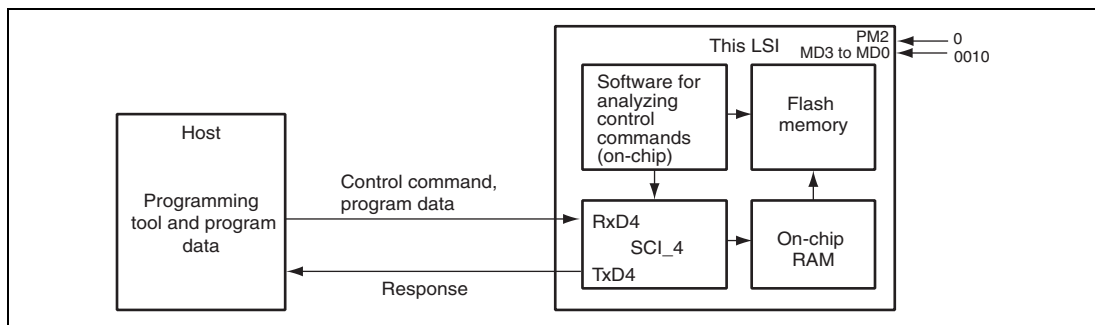 Host
Programming
tool and program
data
Control command,
program data
Response
This LSI
PM2
0
MD3 to MD0
0010
Software for
analyzing
control
commands
(on-chip)
Flash
memory
RxD4
SCI_4
TxD4
On-chip
RAM